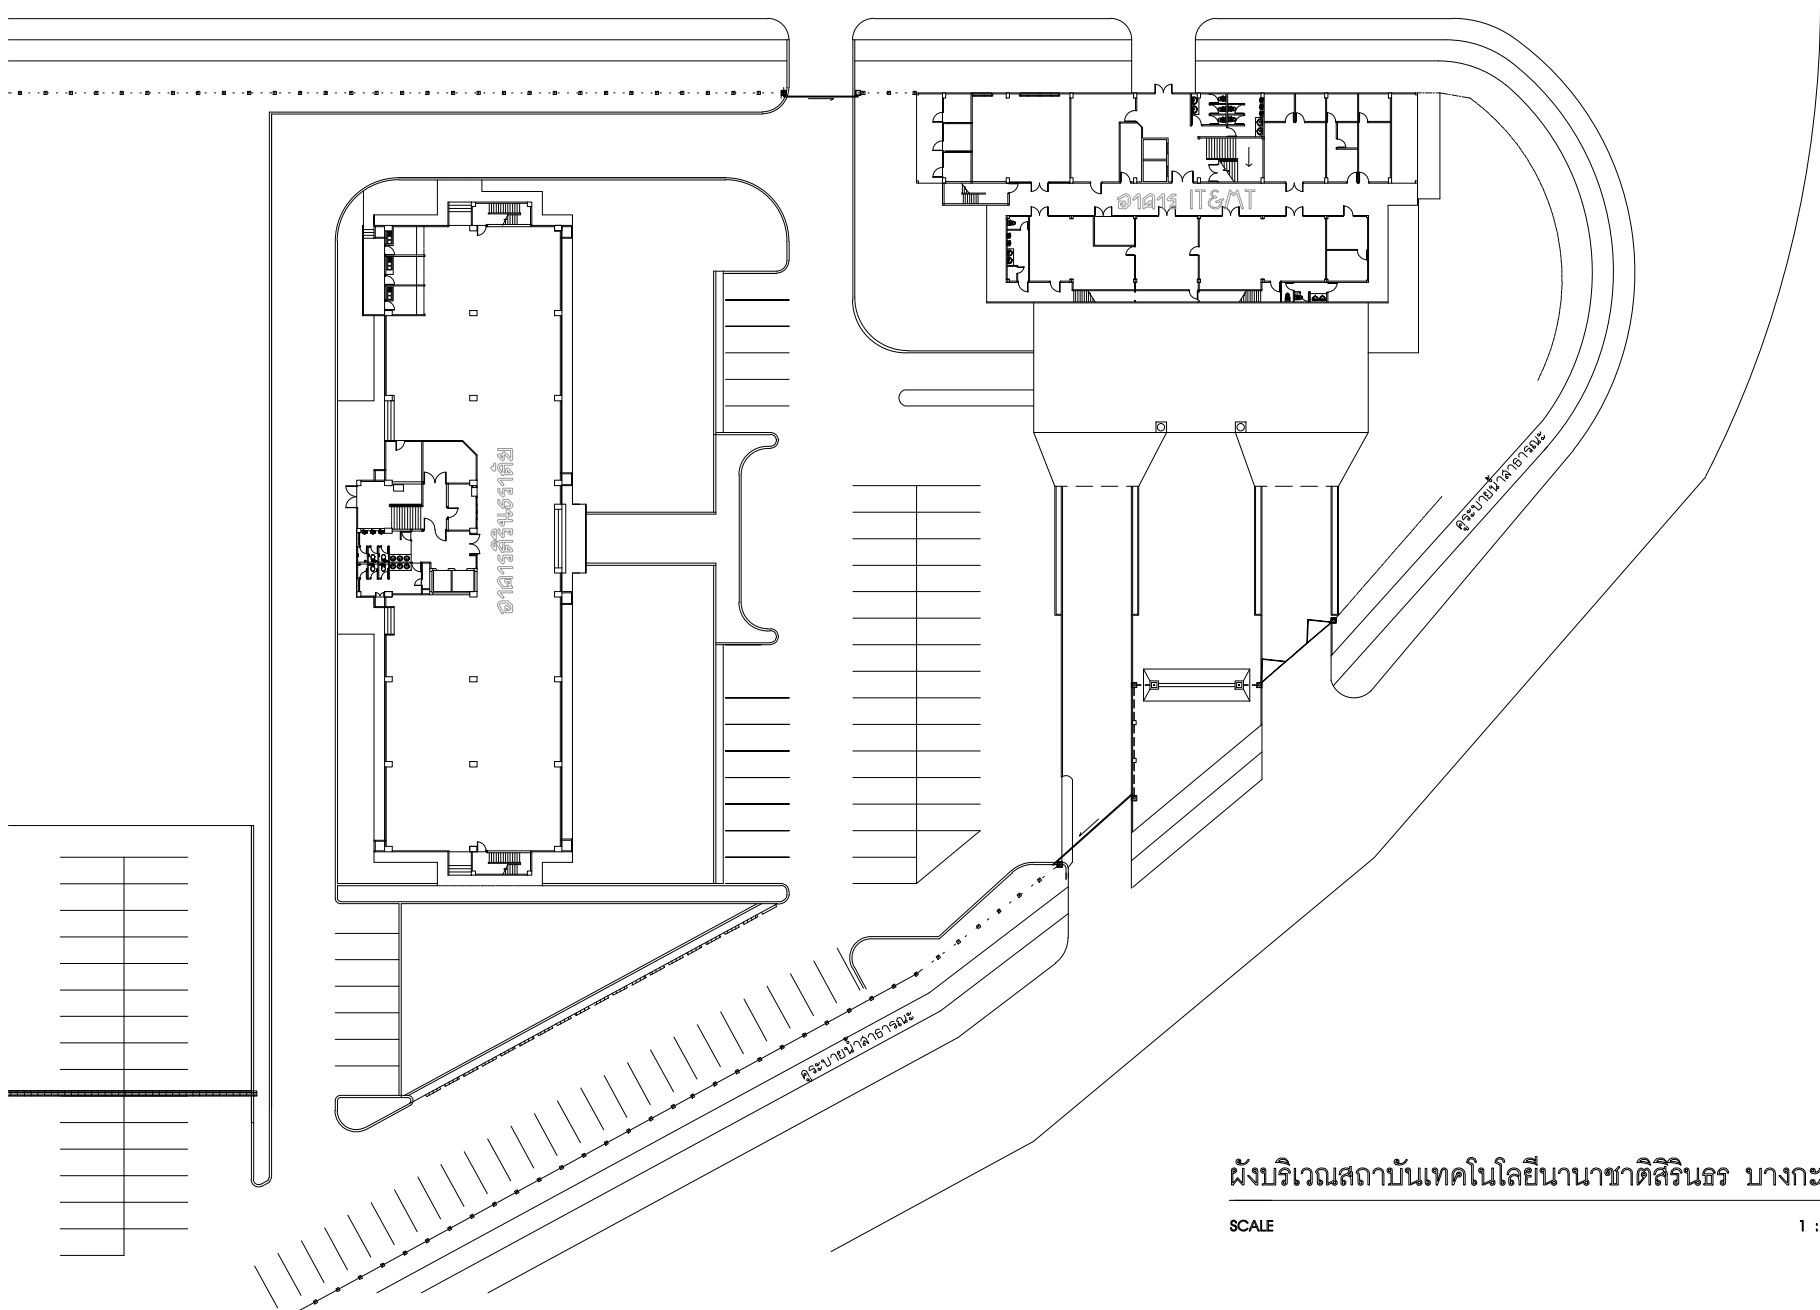 อาคาร IT&MT
คูระบายน้ำสาธารณะ
อาคารสิรินธราลัย
คูระบายน้ำสาธารณะ
ผังบริเวณสถาบันเทคโนโลยีนานาชาติสิรินธร บางกะ
SCALE 1 :